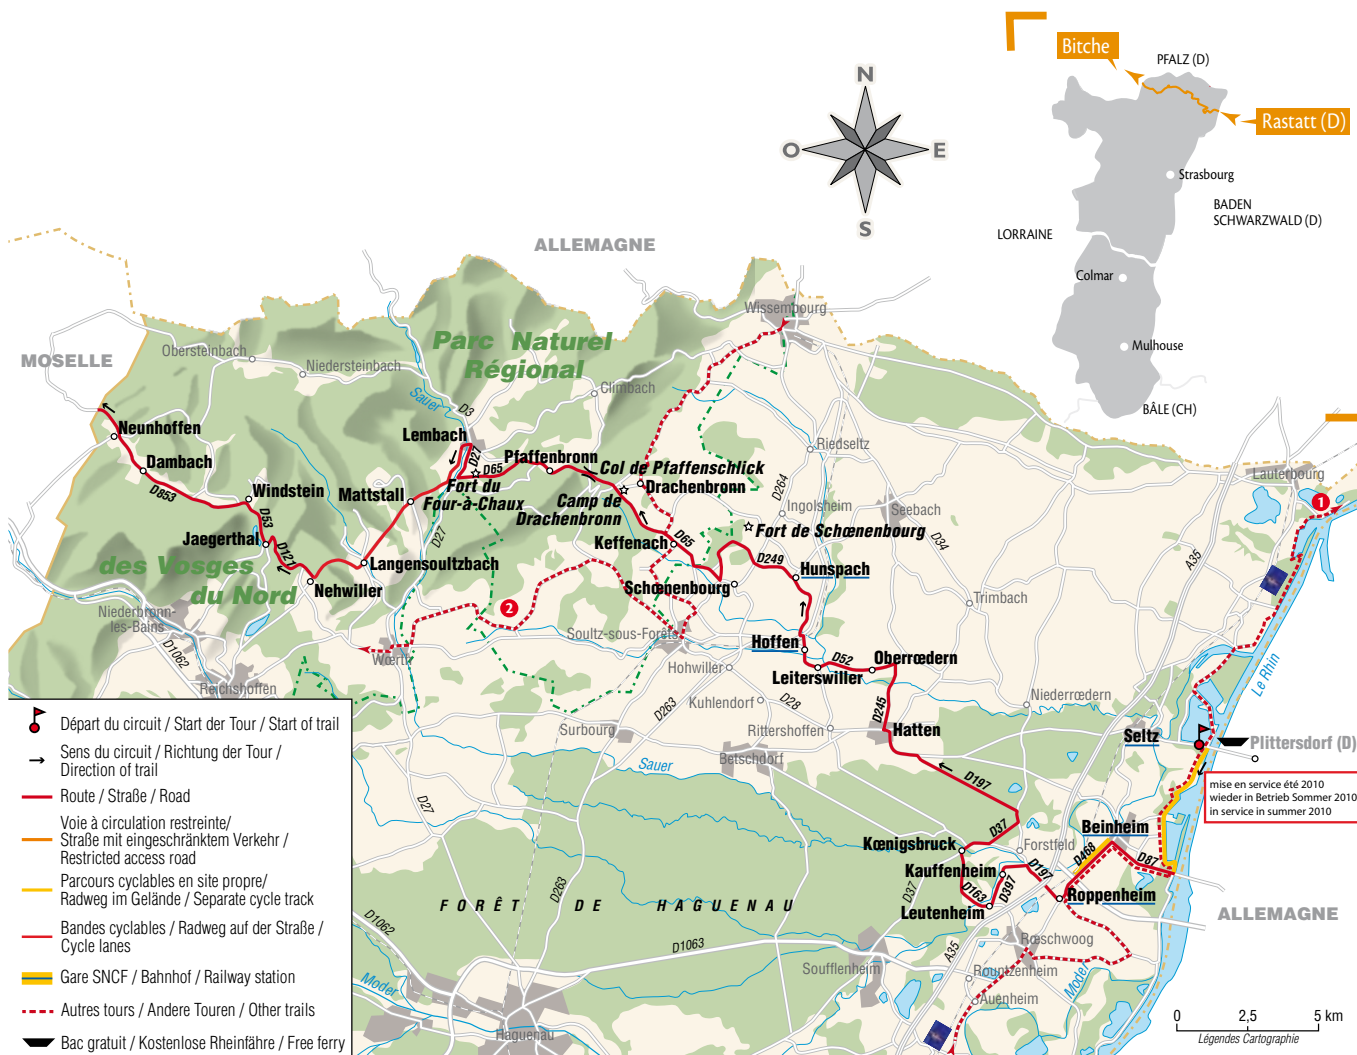 Bitche
PFALZ (D)
Rastatt (D)
Strasbourg
BADEN
SCHWARZWALD (D)
LORRAINE
Colmar
Mulhouse
BÂLE (CH)
N
O
E
S
ALLEMAGNE
MOSELLE
Wissembourg
Obersteinbach
Niedersteinbach
Parc Naturel
Régional
Climbach
Sauer
D3
Neunhoffen
Lembach
D27
Riedseltz
Lauterbourg
Dambach
Pfaffenbronn
D65
Col de Pfaffenschlick
Drachenbronn
D264
D853
Windstein
Mattstall
Fort du
Four-à-Chaux
Camp de
Drachenbronn
Ingolsheim
Seebach
1
D53
Jaegerthal
D121
D27
Keffenach
D65
Fort de Schœnenbourg
D34
A35
des Vosges
du Nord
Langensoultzbach
D249
Hunspach
Nehwiller
Schœnenbourg
Trimbach
Niederbronn-
les-Bains
2
Soultz-sous-Forêts
Hoffen
D1062
Wœrth
Hohwiller
Leiterswiller
D52
Oberrœdern
Le Rhin
Reichshoffen
Kuhlendorf
D28
D245
Niederrœdern
D263
Surbourg
Rittershoffen
Hatten
Seltz
Plittersdorf (D)
Betschdorf
Sauer
D197
mise en service été 2010
wieder in Betrieb Sommer 2010
in service in summer 2010
D27
D37
Beinheim
Kœnigsbruck
Forstfeld
D468
D87
Kauffenheim
D197
D263
D37
D163
D397
Roppenheim
FORÊT DE HAGUENAU
Leutenheim
ALLEMAGNE
D1062
D1063
A35
Rœschwoog
Soufflenheim
Rountzenheim
Moder
Moder
Auenheim
Haguenau
0 2,5 5 km
Légendes Cartographie
Départ du circuit / Start der Tour / Start of trail
Sens du circuit / Richtung der Tour /
Direction of trail
Route / Straße / Road
Voie à circulation restreinte/
Straße mit eingeschränktem Verkehr /
Restricted access road
Parcours cyclables en site propre/
Radweg im Gelände / Separate cycle track
Bandes cyclables / Radweg auf der Straße /
Cycle lanes
Gare SNCF / Bahnhof / Railway station
Autres tours / Andere Touren / Other trails
Bac gratuit / Kostenlose Rheinfähre / Free ferry